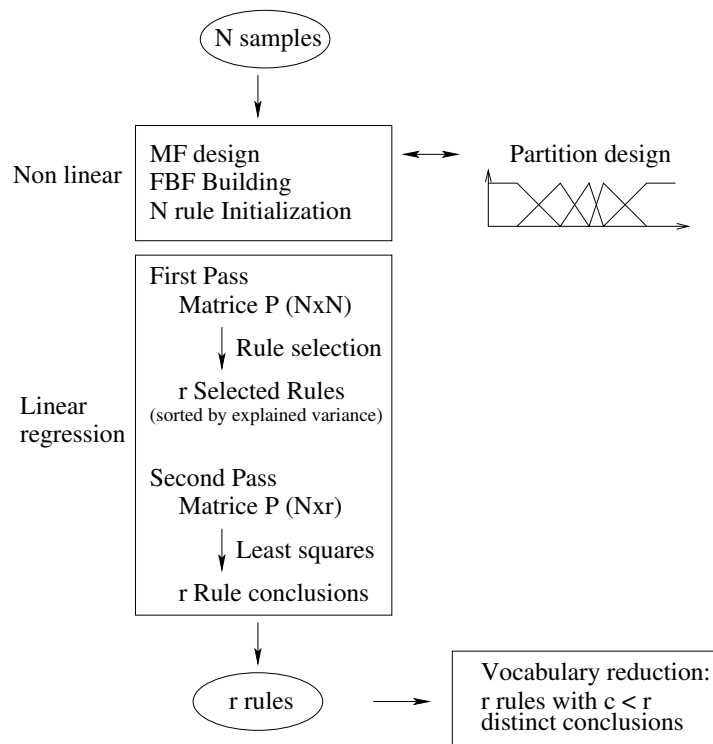 N samples
Non linear
MF design
FBF Building
N rule Initialization
Partition design
Linear
regression
First Pass
Matrice P (NxN)
Rule selection
r Selected Rules
(sorted by explained variance)
Second Pass
Matrice P (Nxr)
Least squares
r Rule conclusions
r rules
Vocabulary reduction:
r rules with c < r
distinct conclusions